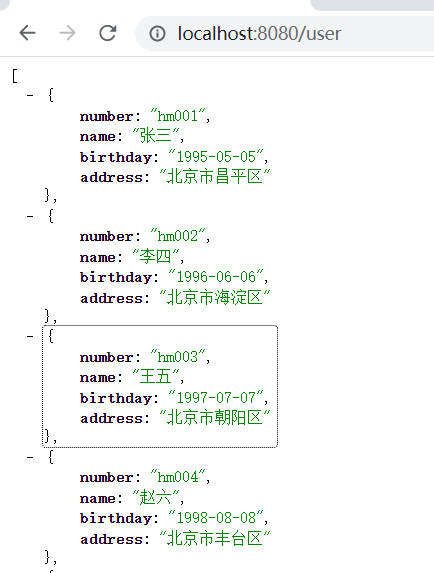 localhost:8080/user
[
- {
number: "hm001",
name: "张三",
birthday: "1995-05-05",
address: "北京市昌平区"
},
- {
number: "hm002",
name: "李四",
birthday: "1996-06-06",
address: "北京市海淀区"
},
- {
number: "hm003",
name: "王五",
birthday: "1997-07-07",
address: "北京市朝阳区"
},
- {
number: "hm004",
name: "赵六",
birthday: "1998-08-08",
address: "北京市丰台区"
},